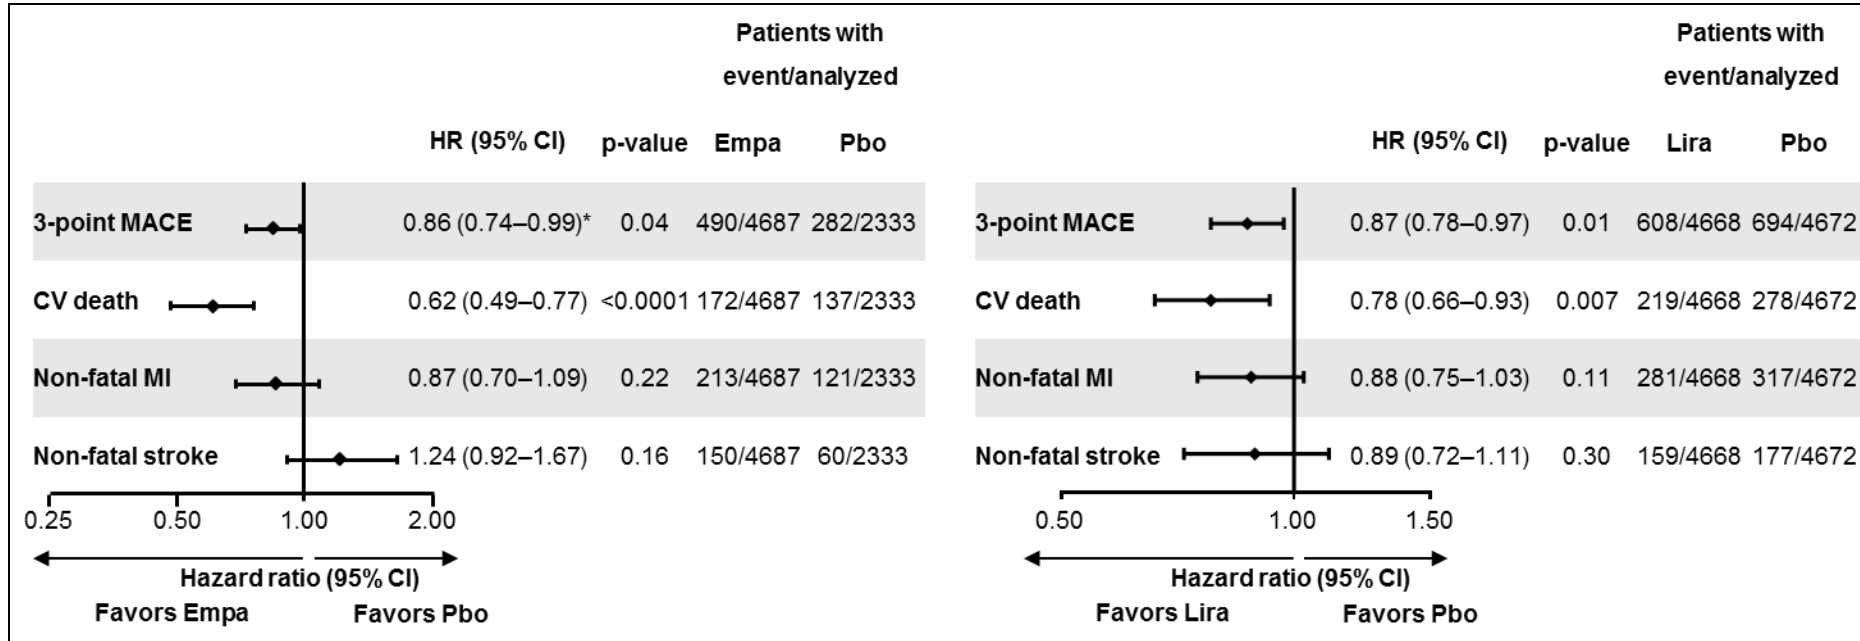 Patients with
event/analyzed
HR (95% CI) p-value Empa Pbo
3-point MACE 0.86 (0.74–0.99)* 0.04 490/4687 282/2333
CV death 0.62 (0.49–0.77) <0.0001 172/4687 137/2333
Non-fatal MI 0.87 (0.70–1.09) 0.22 213/4687 121/2333
Non-fatal stroke 1.24 (0.92–1.67) 0.16 150/4687 60/2333
0.25 0.50 1.00 2.00
Hazard ratio (95% CI)
Favors Empa Favors Pbo
Patients with
event/analyzed
HR (95% CI) p-value Lira Pbo
3-point MACE 0.87 (0.78–0.97) 0.01 608/4668 694/4672
CV death 0.78 (0.66–0.93) 0.007 219/4668 278/4672
Non-fatal MI 0.88 (0.75–1.03) 0.11 281/4668 317/4672
Non-fatal stroke 0.89 (0.72–1.11) 0.30 159/4668 177/4672
0.50 1.00 1.50
Hazard ratio (95% CI)
Favors Lira Favors Pbo